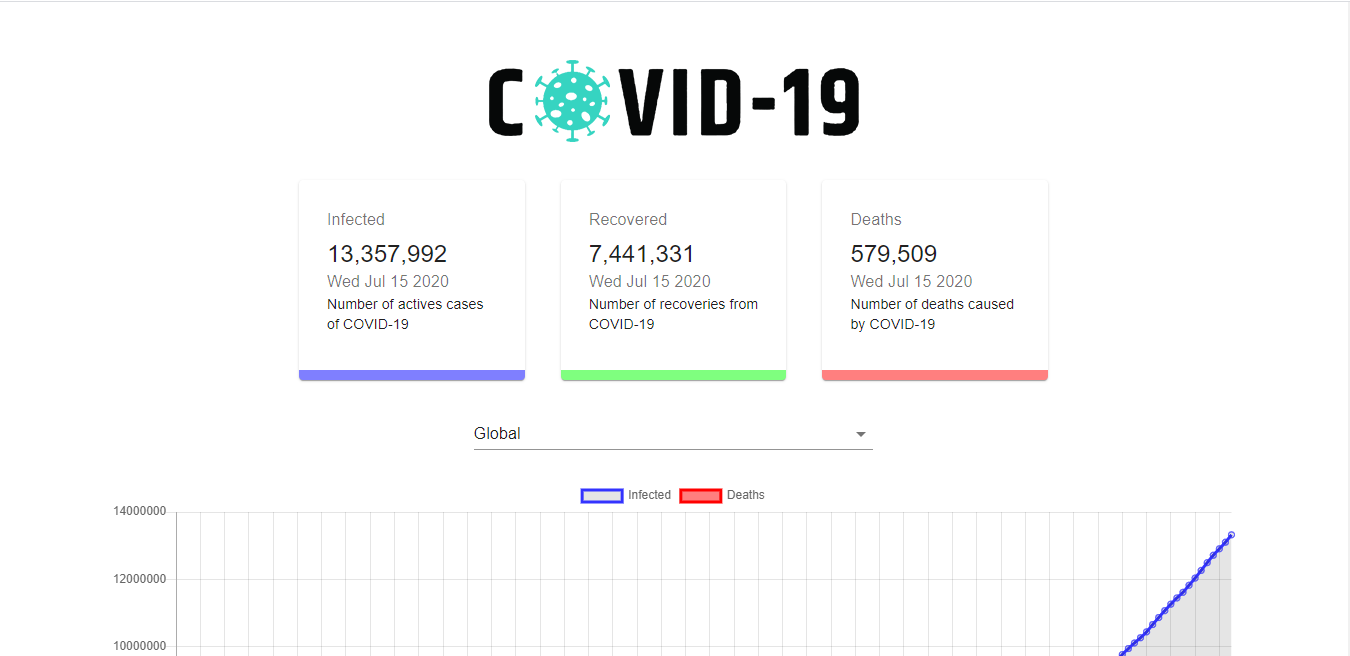 COVID-19
Infected
13,357,992
Wed Jul 15 2020
Number of actives cases
of COVID-19
Recovered
7,441,331
Wed Jul 15 2020
Number of recoveries from
COVID-19
Deaths
579,509
Wed Jul 15 2020
Number of deaths caused
by COVID-19
Global
Infected Deaths
14000000
12000000
10000000